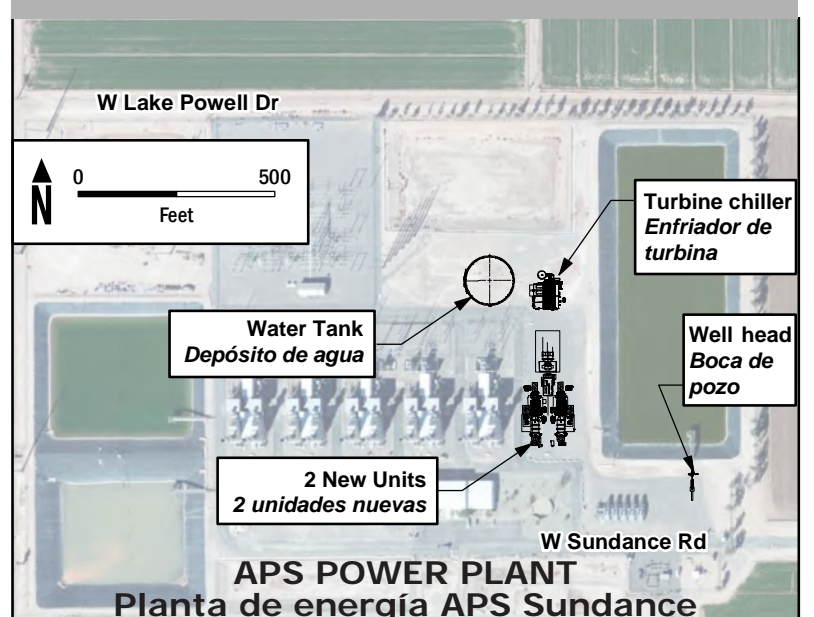 W Lake Powell Dr
N
0 500
Feet
Turbine chiller
Enfriador de
turbina
Water Tank
Depósito de agua
Well head
Boca de
pozo
2 New Units
2 unidades nuevas
W Sundance Rd
APS POWER PLANT
Planta de energía APS Sundance